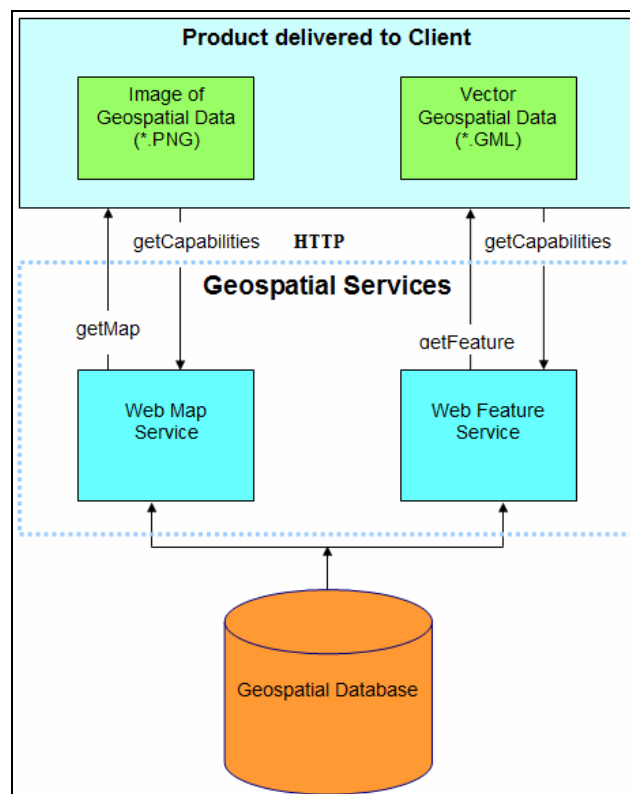 Product delivered to Client
Image of
Geospatial Data
(*.PNG)
Vector
Geospatial Data
(*.GML)
getCapabilities
HTTP
getCapabilities
Geospatial Services
getMap
getFeature
Web Map
Service
Web Feature
Service
Geospatial Database